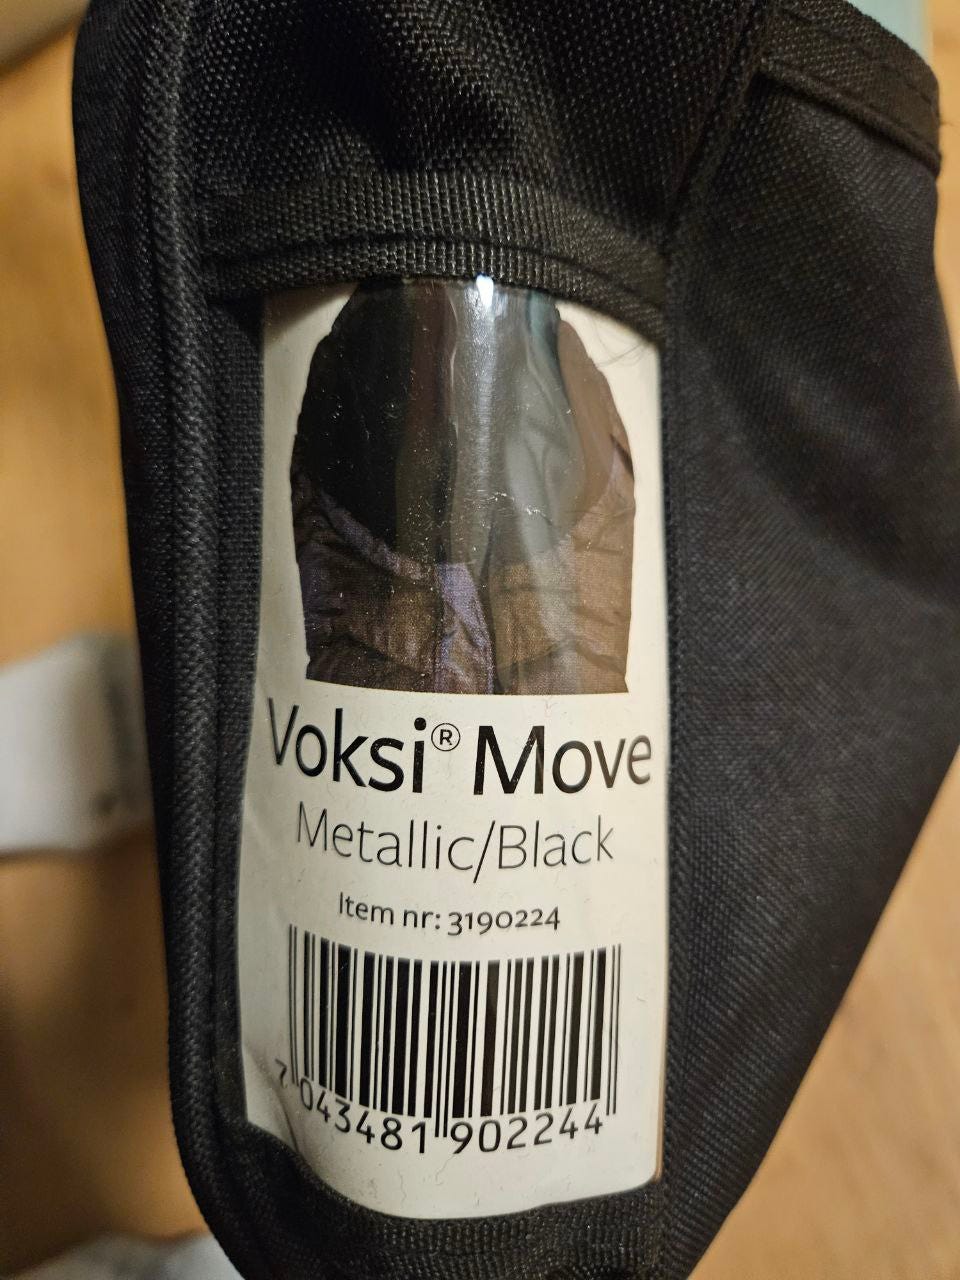 Voksi® Move
Metallic/Black
Item nr: 3190224
7 043481 902244